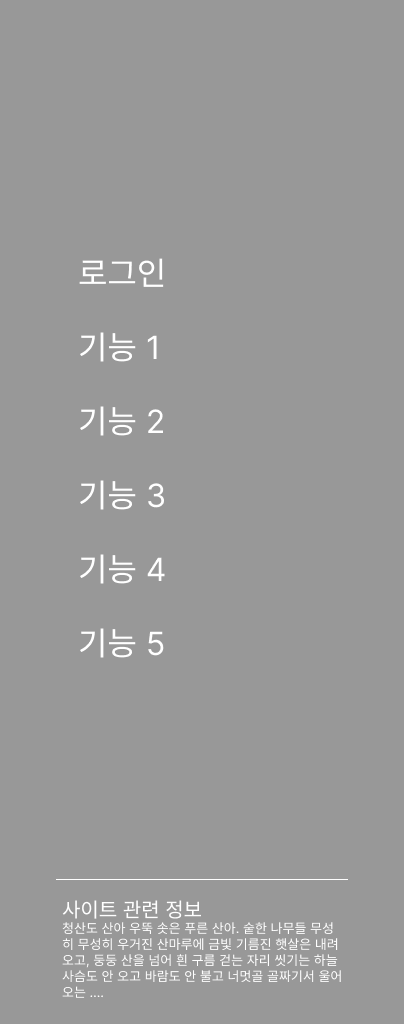 로그인
기능 1
기능 2
기능 3
기능 4
기능 5
사이트 관련 정보
청산도 산아 우뚝 솟은 푸른 산아. 숱한 나무들 무성
히 무성히 우거진 산마루에 금빛 기름진 햇살은 내려
오고, 둥둥 산을 넘어 흰 구름 걷는 자리 씻기는 하늘
사슴도 안 오고 바람도 안 불고 너멋골 골짜기서 울어
오는 ....